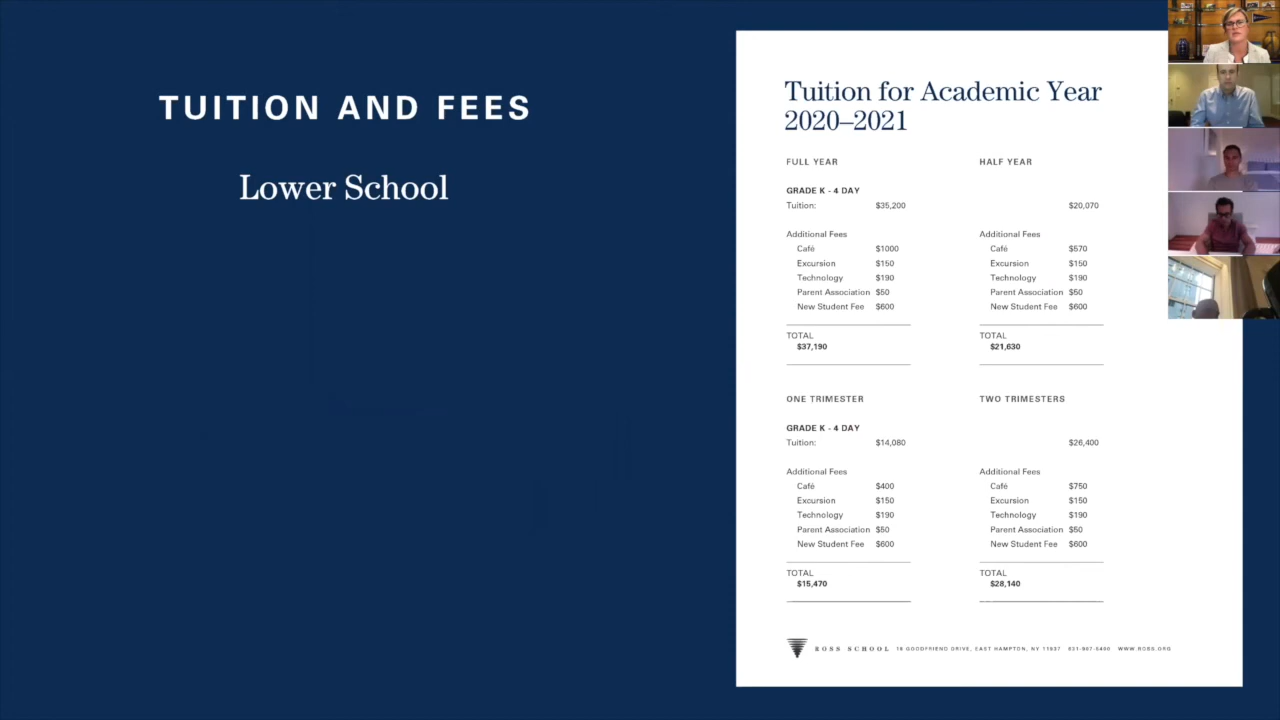 TUITION AND FEES
Lower School
Tuition for Academic Year
2020–2021
FULL YEAR
GRADE K - 4 DAY
Tuition: $35,200
Additional Fees
Café $1000
Excursion $150
Technology $190
Parent Association $50
New Student Fee $600
TOTAL
$37,190
HALF YEAR
$20,070
Additional Fees
Café $570
Excursion $150
Technology $190
Parent Association $50
New Student Fee $600
TOTAL
$21,630
ONE TRIMESTER
GRADE K - 4 DAY
Tuition: $14,080
Additional Fees
Café $400
Excursion $150
Technology $190
Parent Association $50
New Student Fee $600
TOTAL
$15,470
TWO TRIMESTERS
$26,400
Additional Fees
Café $750
Excursion $150
Technology $190
Parent Association $50
New Student Fee $600
TOTAL
$28,140
ROSS SCHOOL 18 GOODFRIEND DRIVE, EAST HAMPTON, NY 11937 631-907-5400 WWW.ROSS.ORG